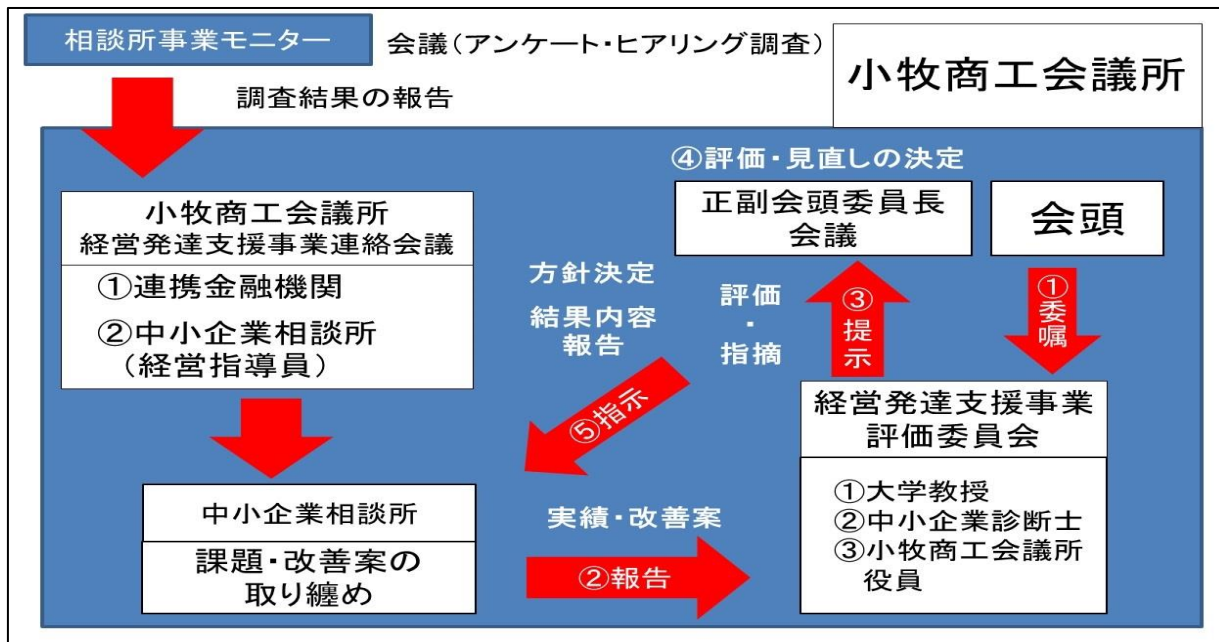 相談所事業モニター
会議(アンケート・ヒアリング調査)
小牧商工会議所
調査結果の報告
④評価・見直しの決定
小牧商工会議所
経営発達支援事業連絡会議
①連携金融機関
②中小企業相談所
(経営指導員)
正副会頭委員長
会議
会頭
方針決定
結果内容
報告
評価
・
指摘
③提示
①委嘱
⑤指示
経営発達支援事業
評価委員会
①大学教授
②中小企業診断士
③小牧商工会議所
役員
中小企業相談所
課題・改善案の
取り纏め
実績・改善案
②報告